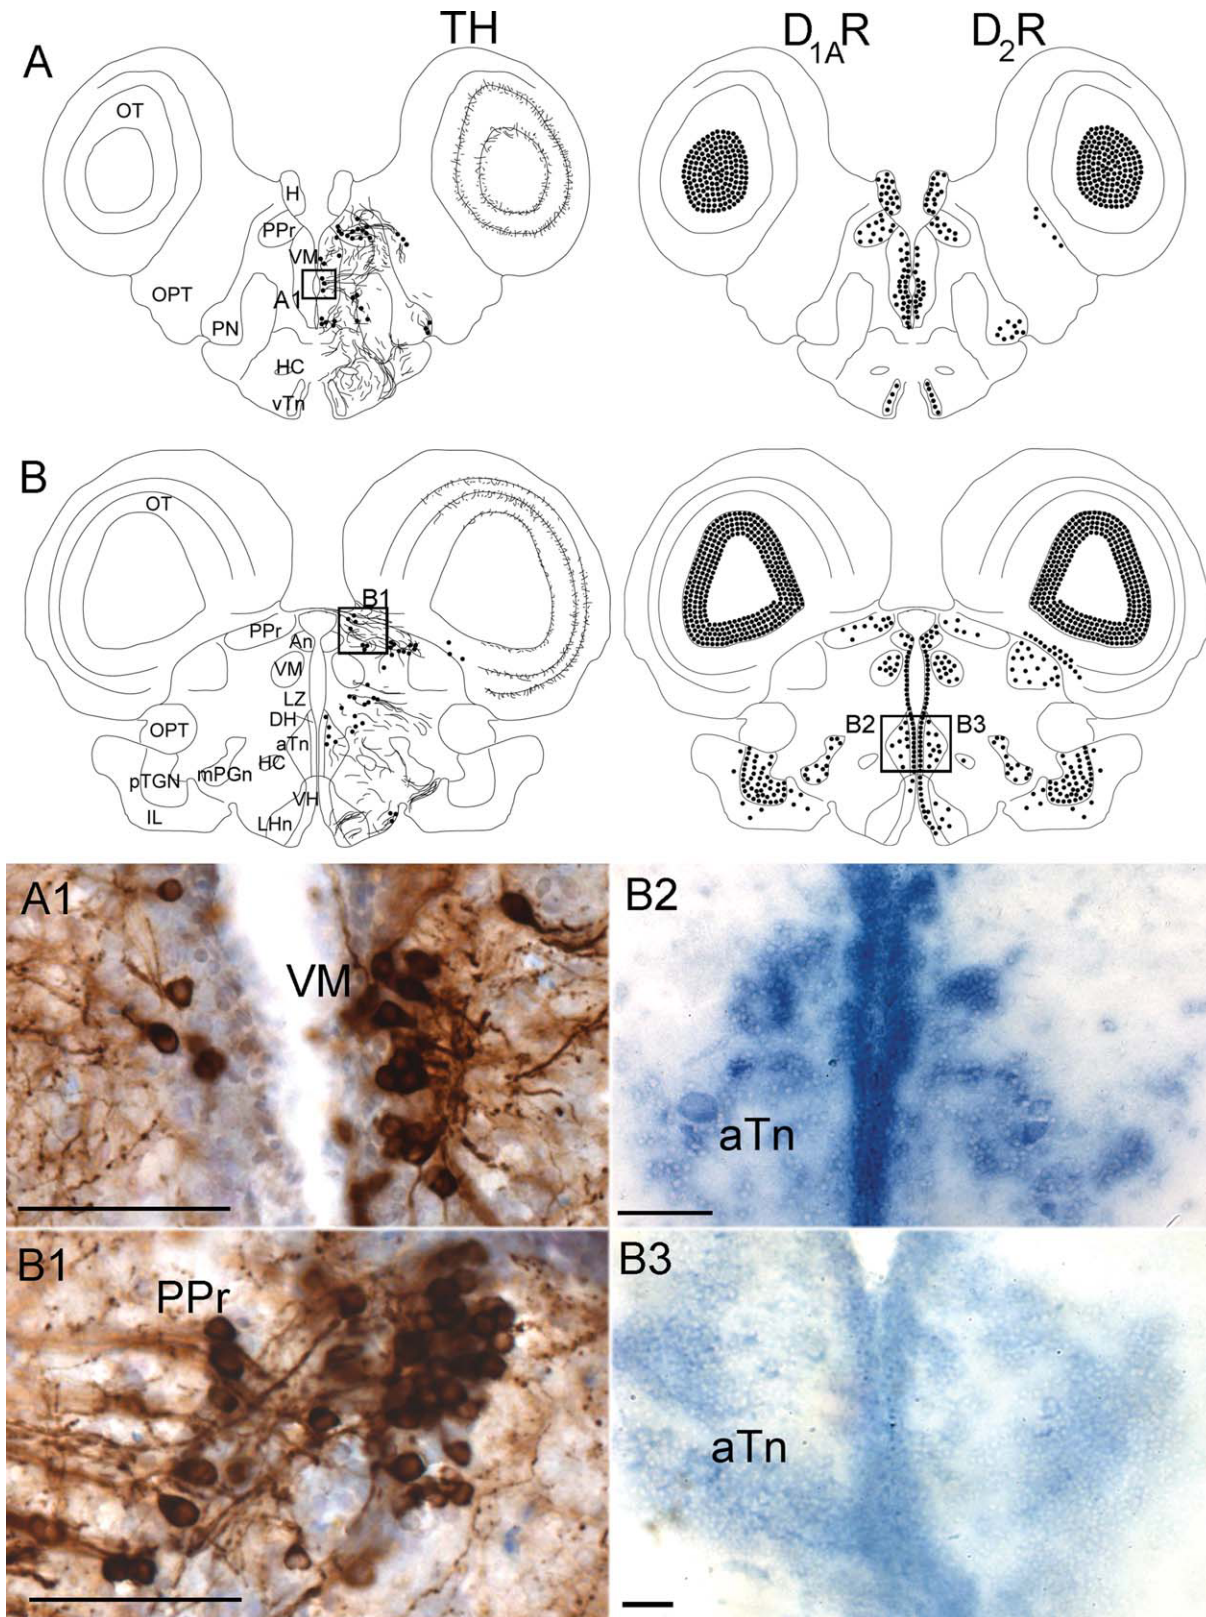 TH D1AR D2R
A
OT
H
PPr
VM
A1
OPT
PN
HC
vTn
B
OT
B1
PPr
An
VM
LZ
DH
OPT
aTn
HC
pTGN
mPGn
VH
IL
LHn
B2 B3
A1
VM
B2
aTn
B1
PPr
B3
aTn